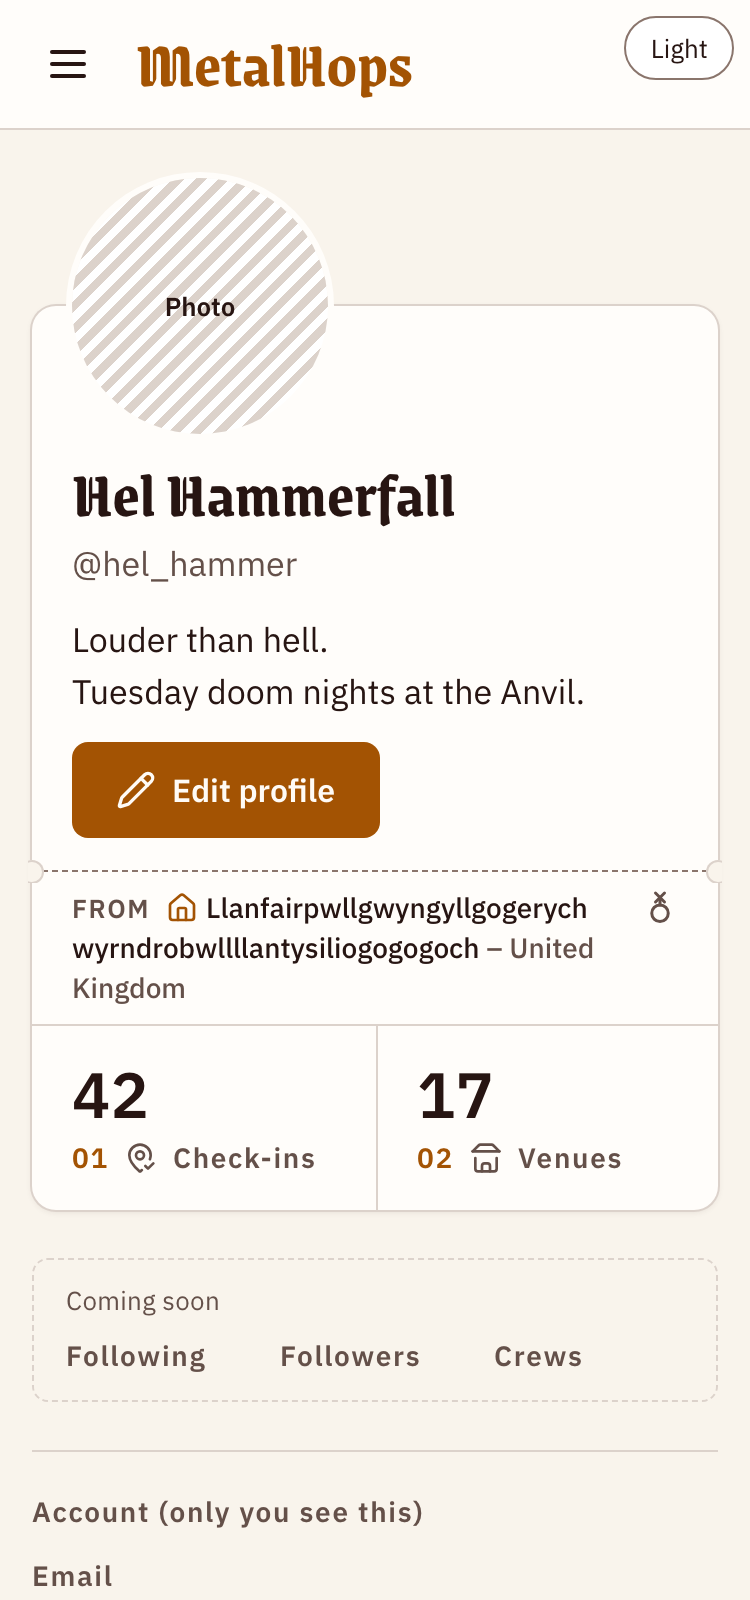 MetalHops
Light
Photo
Hel Hammerfall
@hel_hammer
Louder than hell.
Tuesday doom nights at the Anvil.
Edit profile
FROM Llanfairpwllgwyngyllgogerych
wyrndrobwllllantysiliogogogoch – United
Kingdom
42
01 Check-ins
17
02 Venues
Coming soon
Following Followers Crews
Account (only you see this)
Email